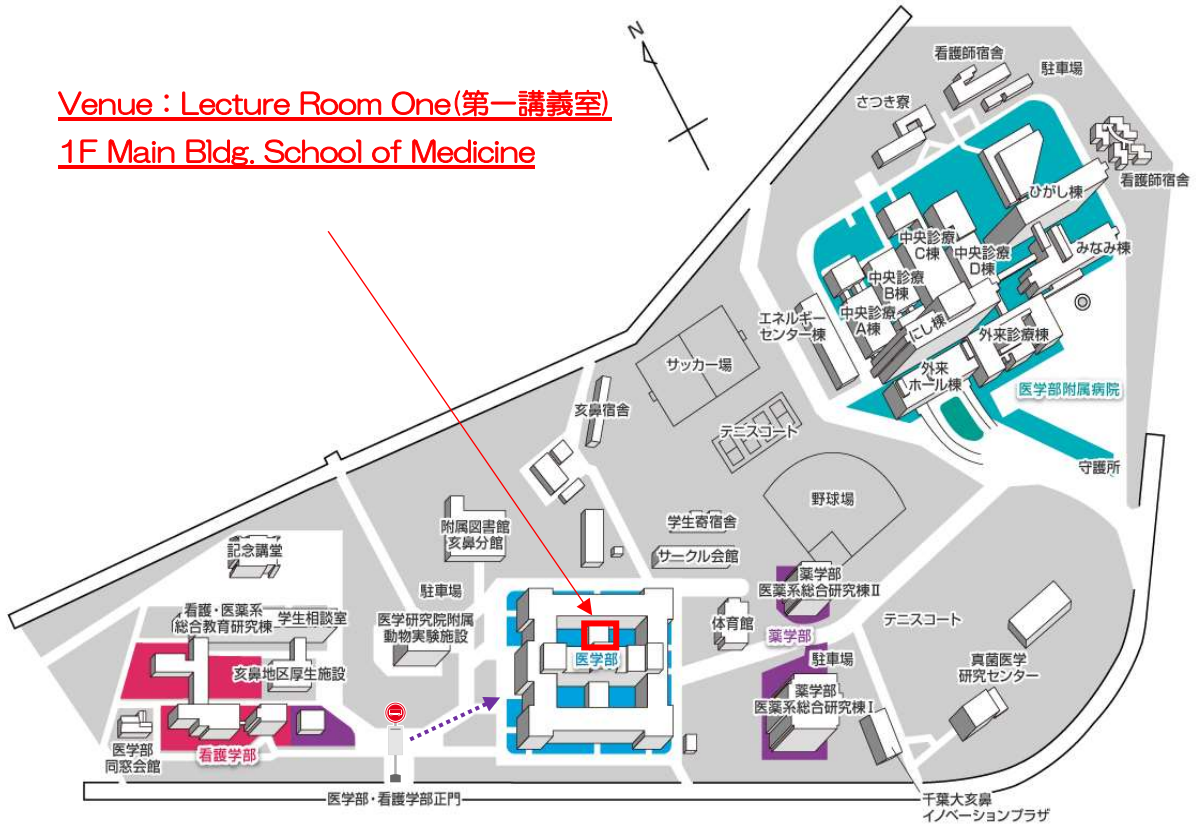 Venue：Lecture Room One(第一講義室)
1F Main Bldg. School of Medicine
N
看護師宿舎
駐車場
さつき寮
看護師宿舎
ひがし棟
中央診療
C棟
中央診療
D棟
みなみ棟
中央診療
B棟
中央診療
A棟
エネルギー
センター棟
にし棟
外来診療棟
外来
ホール棟
医学部附属病院
守護所
サッカー場
亥鼻宿舎
テニスコート
野球場
附属図書館
亥鼻分館
学生寄宿舎
サークル会館
記念講堂
駐車場
看護・医薬系
総合教育研究棟
学生相談室
医学研究院附属
動物実験施設
薬学部
医薬系総合研究棟Ⅱ
体育館
薬学部
テニスコート
医学部
亥鼻地区厚生施設
駐車場
真菌医学
研究センター
薬学部
医薬系総合研究棟Ⅰ
医学部
同窓会館
看護学部
医学部・看護学部正門
千葉大亥鼻
イノベーションプラザ